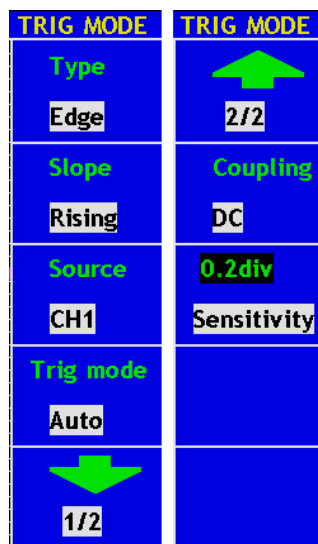 TRIG MODE
Type
Edge
Slope
Rising
Source
CH1
Trig mode
Auto
1/2
TRIG MODE
2/2
Coupling
DC
0.2div
Sensitivity